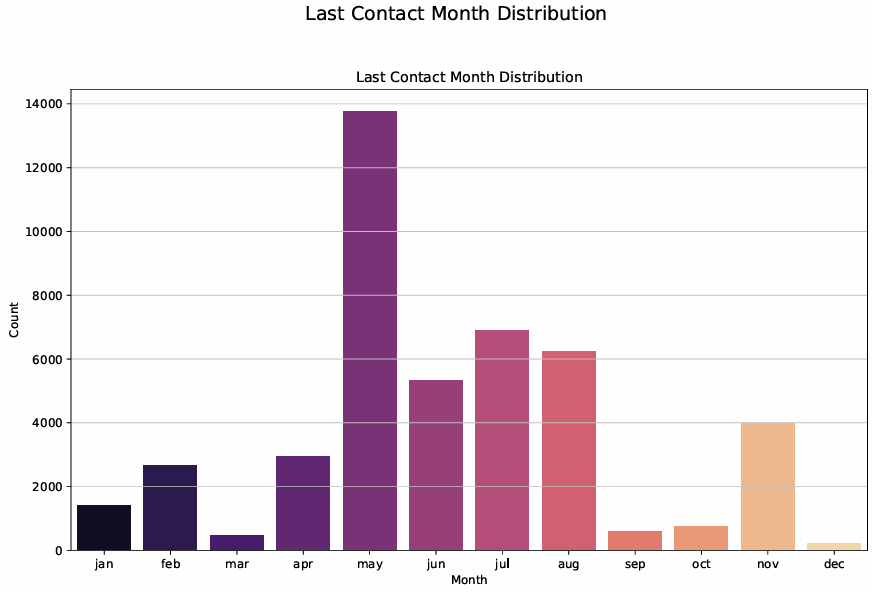 Last Contact Month Distribution
Last Contact Month Distribution
14000
12000
10000
8000
6000
4000
2000
0
Count
jan feb mar apr may jun jul aug sep oct nov dec
Month